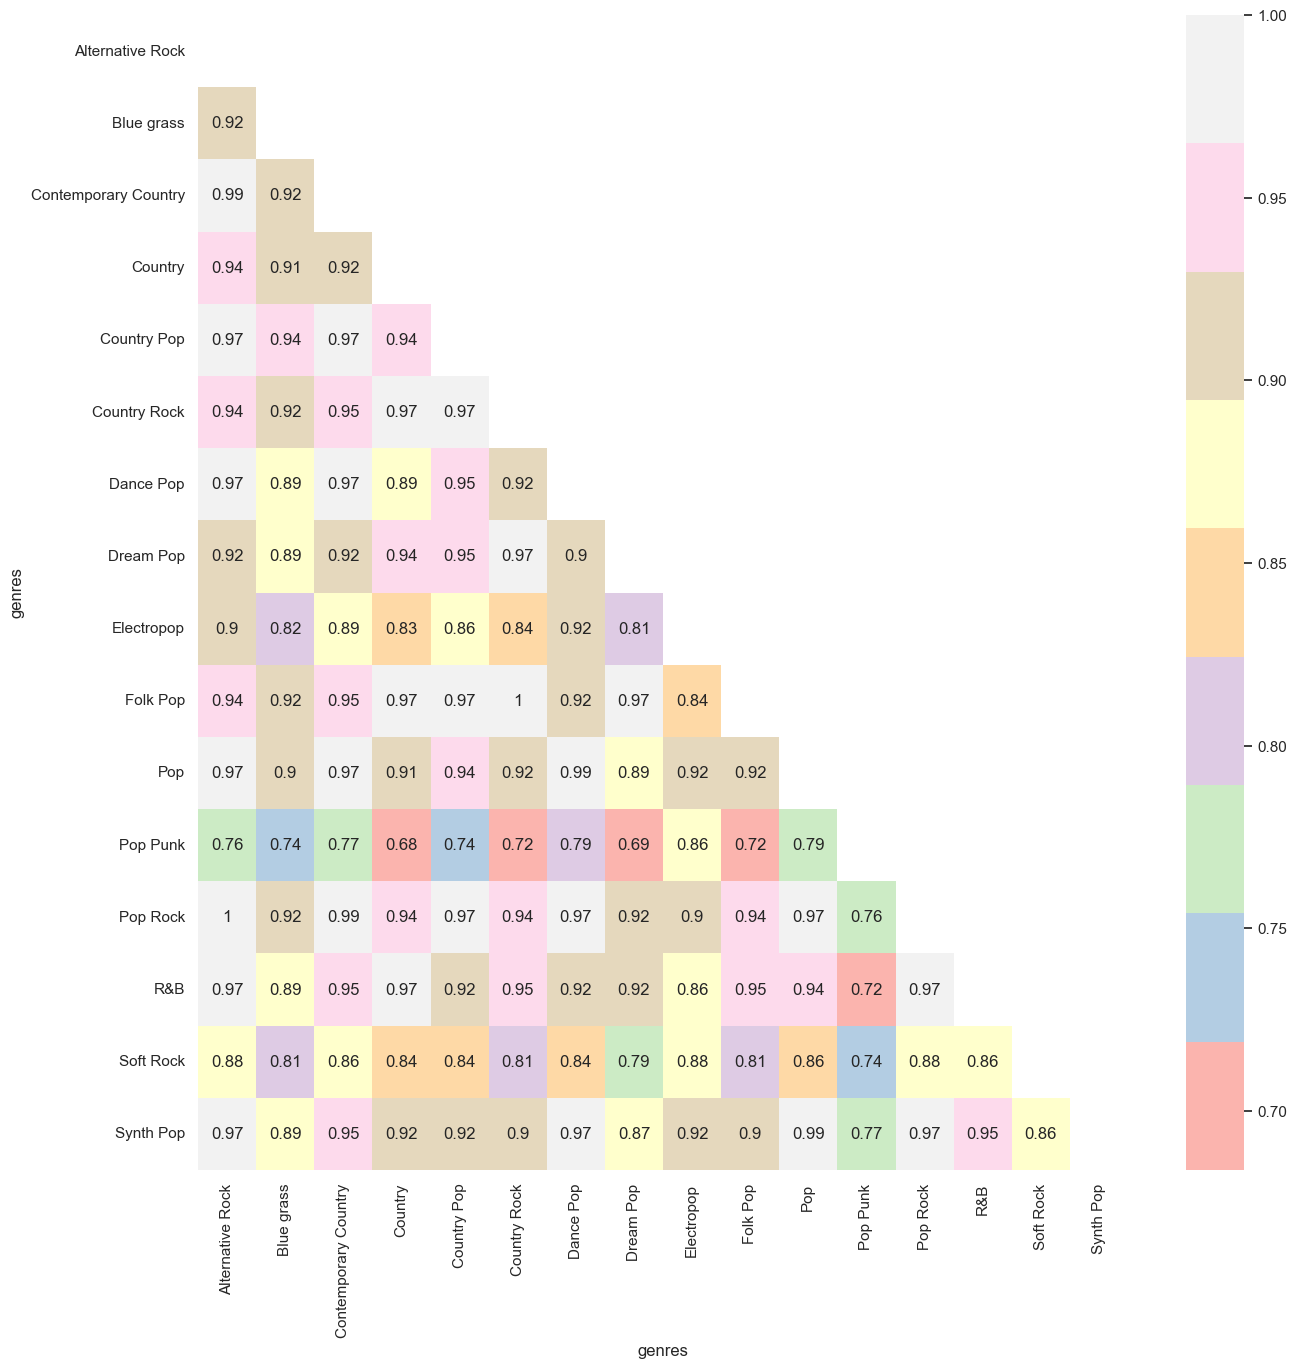 Alternative Rock
Blue grass 0.92
Contemporary Country 0.99 0.92
Country 0.94 0.91 0.92
Country Pop 0.97 0.94 0.97 0.94
Country Rock 0.94 0.92 0.95 0.97 0.97
Dance Pop 0.97 0.89 0.97 0.89 0.95 0.92
Dream Pop 0.92 0.89 0.92 0.94 0.95 0.97 0.9
Electropop 0.9 0.82 0.89 0.83 0.86 0.84 0.92 0.81
Folk Pop 0.94 0.92 0.95 0.97 0.97 1 0.92 0.97 0.84
Pop 0.97 0.9 0.97 0.91 0.94 0.92 0.99 0.89 0.92 0.92
Pop Punk 0.76 0.74 0.77 0.68 0.74 0.72 0.79 0.69 0.86 0.72 0.79
Pop Rock 1 0.92 0.99 0.94 0.97 0.94 0.97 0.92 0.9 0.94 0.97 0.76
R&B 0.97 0.89 0.95 0.97 0.92 0.95 0.92 0.92 0.86 0.95 0.94 0.72 0.97
Soft Rock 0.88 0.81 0.86 0.84 0.84 0.81 0.84 0.79 0.88 0.81 0.86 0.74 0.88 0.86
Synth Pop 0.97 0.89 0.95 0.92 0.92 0.9 0.97 0.87 0.92 0.9 0.99 0.77 0.97 0.95 0.86
genres
Alternative Rock
Blue grass
Contemporary Country
Country
Country Pop
Country Rock
Dance Pop
Dream Pop
Electropop
Folk Pop
Pop
Pop Punk
Pop Rock
R&B
Soft Rock
Synth Pop
genres
1.00
0.95
0.90
0.85
0.80
0.75
0.70